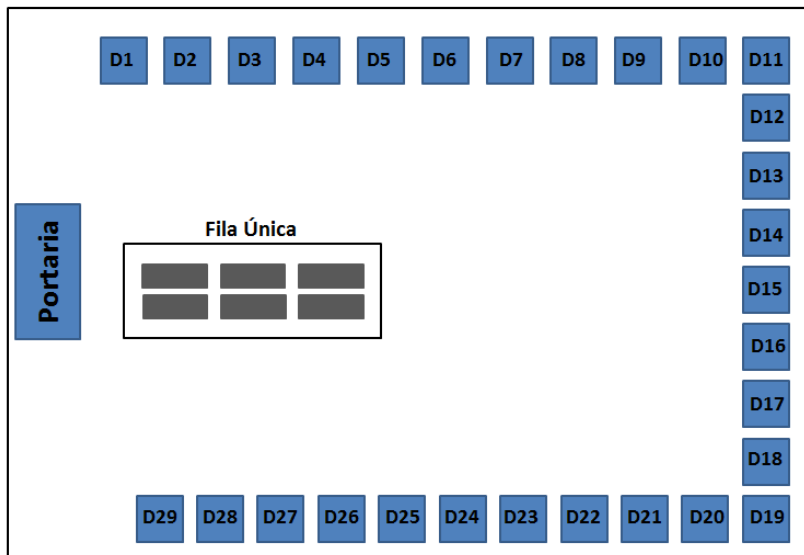 D1 D2 D3 D4 D5 D6 D7 D8 D9 D10 D11
D12
D13
D14
D15
D16
D17
D18
Portaria
Fila Única
D29 D28 D27 D26 D25 D24 D23 D22 D21 D20 D19